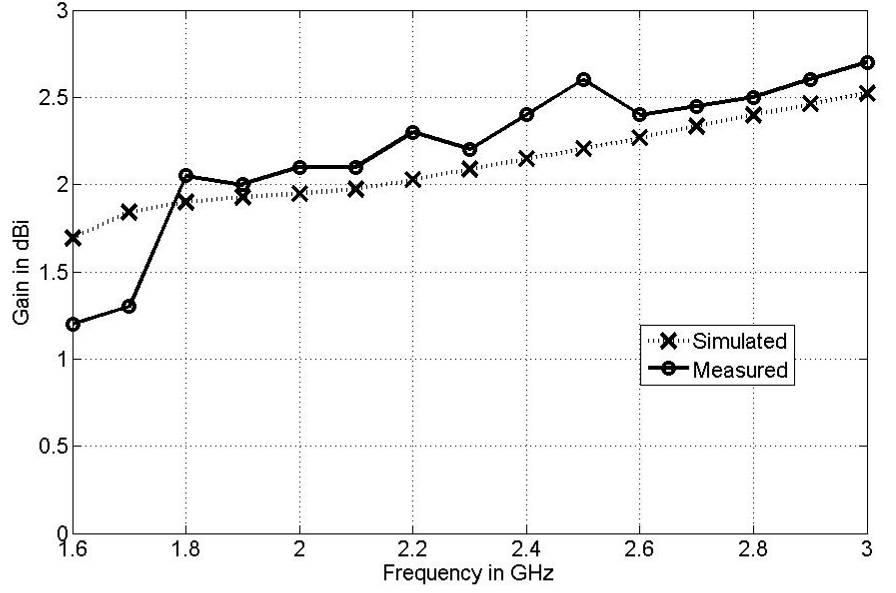 3
2.5
2
1.5
1
0.5
0
Gain in dBi
Simulated
Measured
1.6 1.8 2 2.2 2.4 2.6 2.8 3
Frequency in GHz